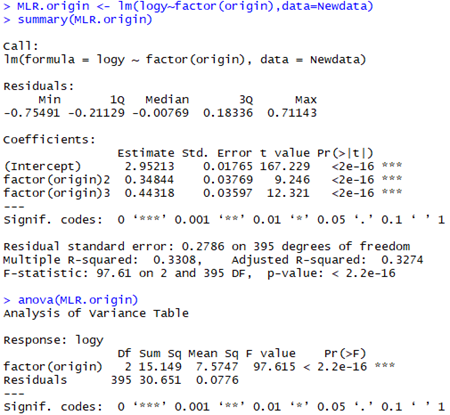 > MLR.origin <- lm(logy~factor(origin),data=Newdata)
> summary(MLR.origin)
Call:
lm(formula = logy ~ factor(origin), data = Newdata)
Residuals:
Min 1Q Median 3Q Max
-0.75491 -0.21129 -0.00769 0.18336 0.71143
Coefficients:
Estimate Std. Error t value Pr(>|t|)
(Intercept) 2.95213 0.01765 167.229 <2e-16 ***
factor(origin)2 0.34844 0.03769 9.246 <2e-16 ***
factor(origin)3 0.44318 0.03597 12.321 <2e-16 ***
---
Signif. codes: 0 ‘***’ 0.001 ‘**’ 0.01 ‘*’ 0.05 ‘.’ 0.1 ‘ ’ 1
Residual standard error: 0.2786 on 395 degrees of freedom
Multiple R-squared: 0.3308, Adjusted R-squared: 0.3274
F-statistic: 97.61 on 2 and 395 DF, p-value: < 2.2e-16
> anova(MLR.origin)
Analysis of Variance Table
Response: logy
Df Sum Sq Mean Sq F value Pr(>F)
factor(origin) 2 15.149 7.5747 97.615 < 2.2e-16 ***
Residuals 395 30.651 0.0776
---
Signif. codes: 0 ‘***’ 0.001 ‘**’ 0.01 ‘*’ 0.05 ‘.’ 0.1 ‘ ’ 1